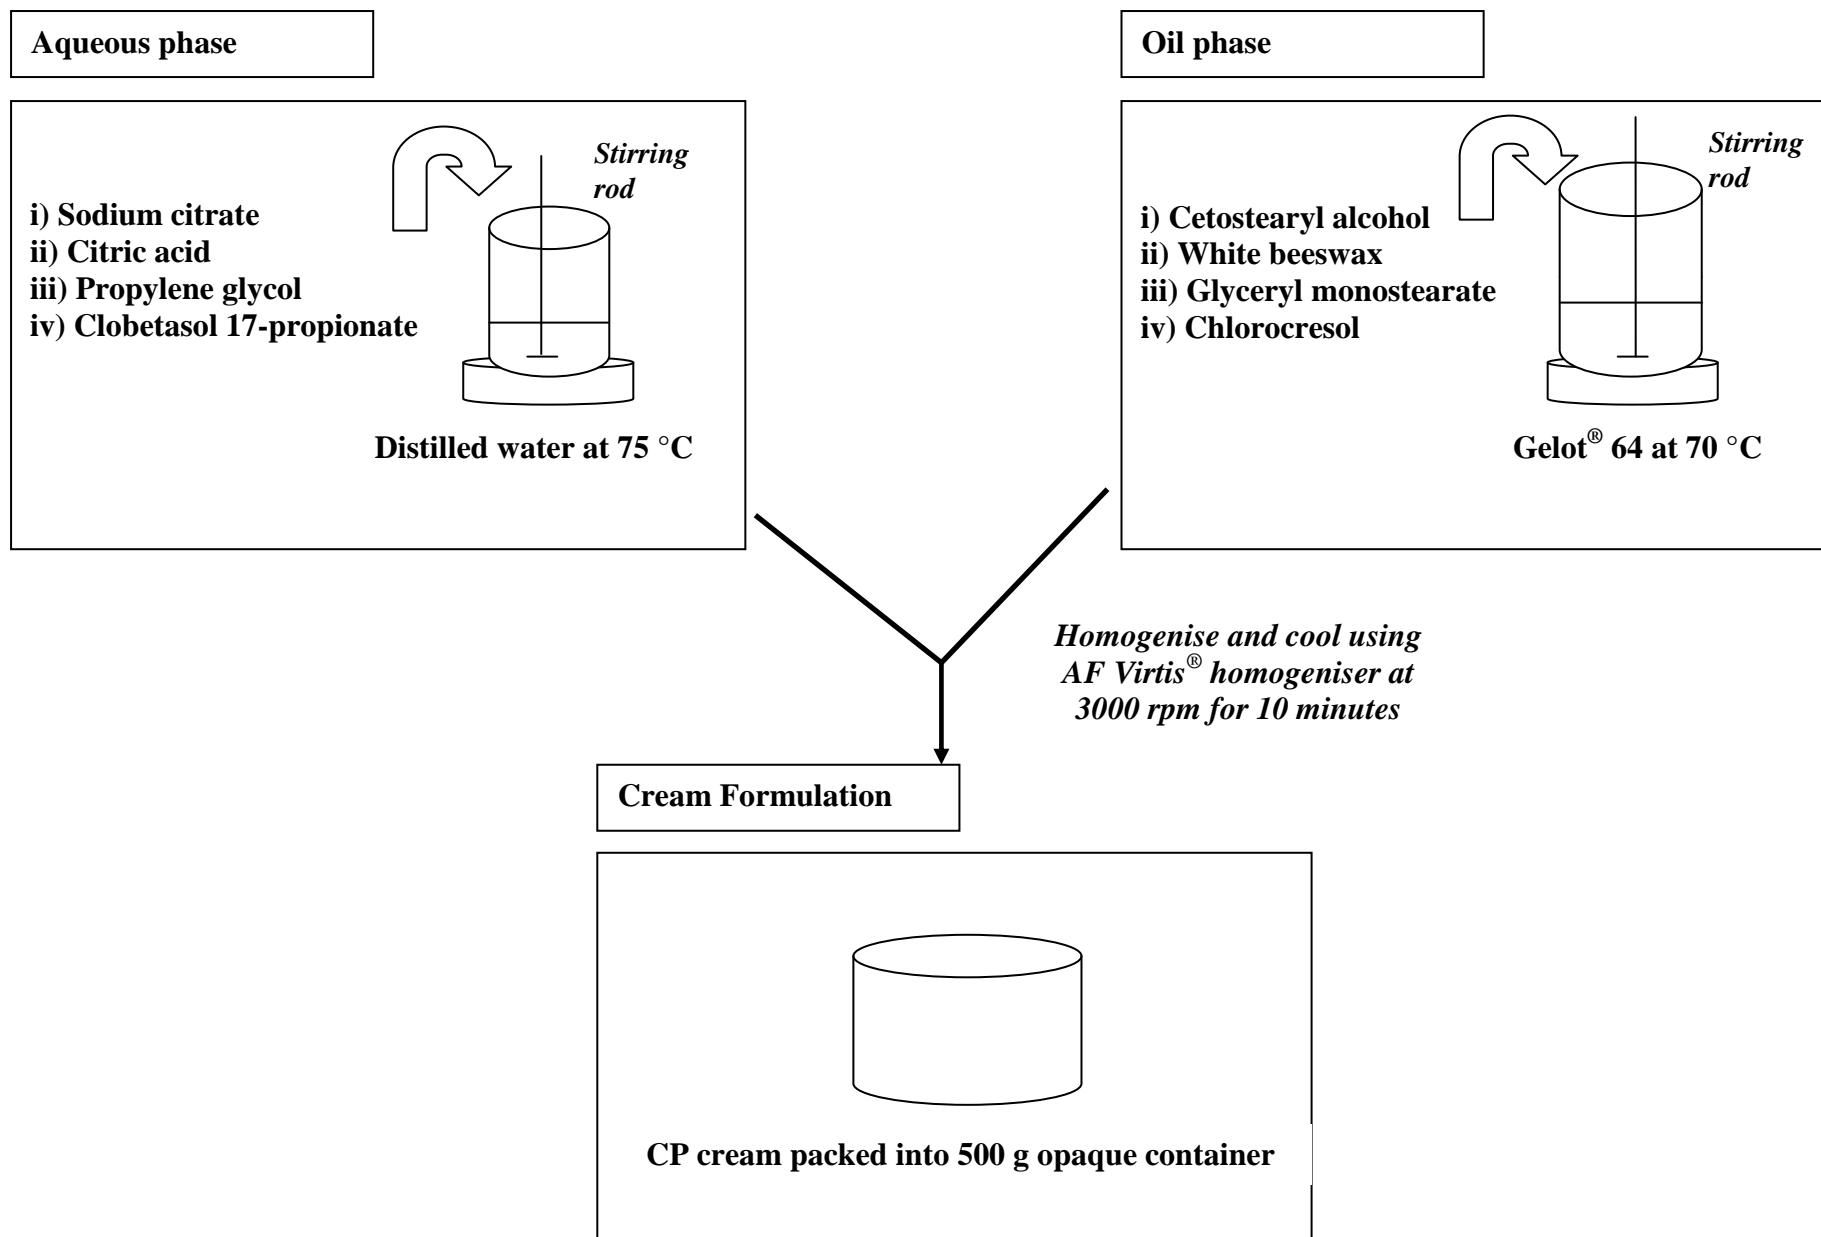 Aqueous phase
Stirring
rod
i) Sodium citrate
ii) Citric acid
iii) Propylene glycol
iv) Clobetasol 17-propionate
Distilled water at 75 °C
Oil phase
Stirring
rod
i) Cetostearyl alcohol
ii) White beeswax
iii) Glyceryl monostearate
iv) Chlorocresol
Gelot® 64 at 70 °C
Homogenise and cool using
AF Virtis® homogeniser at
3000 rpm for 10 minutes
Cream Formulation
CP cream packed into 500 g opaque container